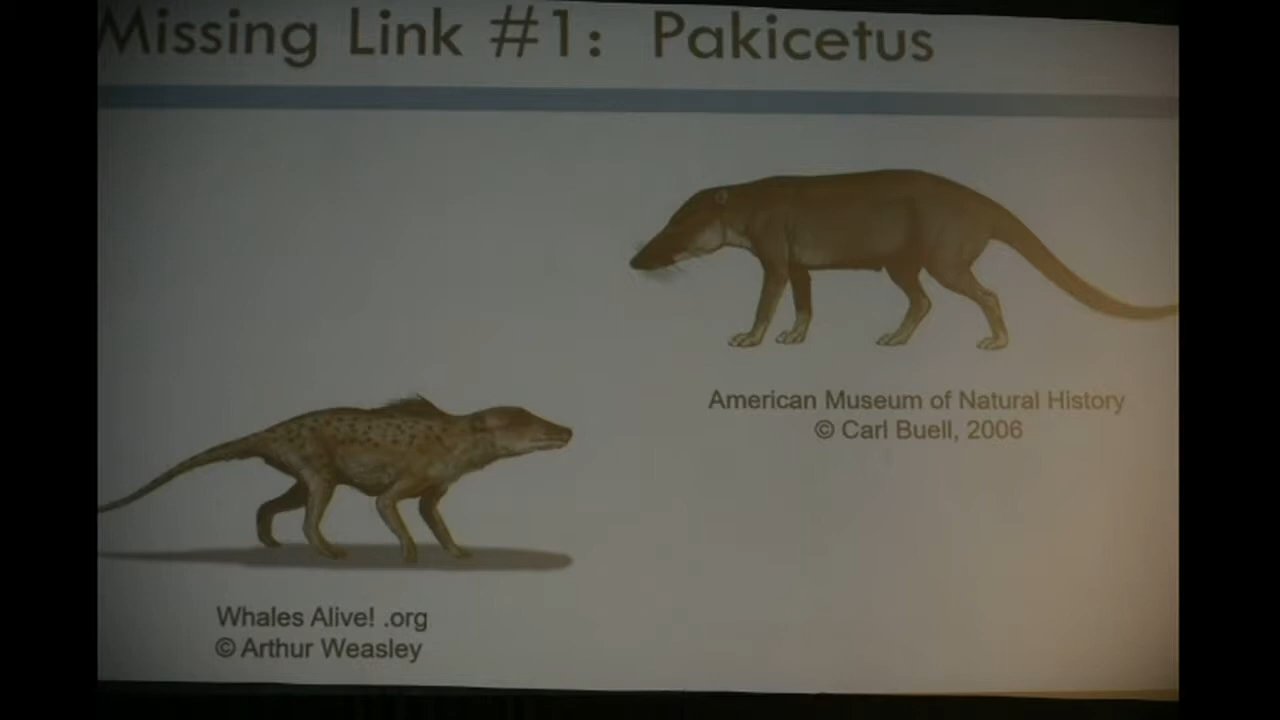 Missing Link #1: Pakicetus
American Museum of Natural History
© Carl Buell, 2006
Whales Alive! .org
© Arthur Weasley